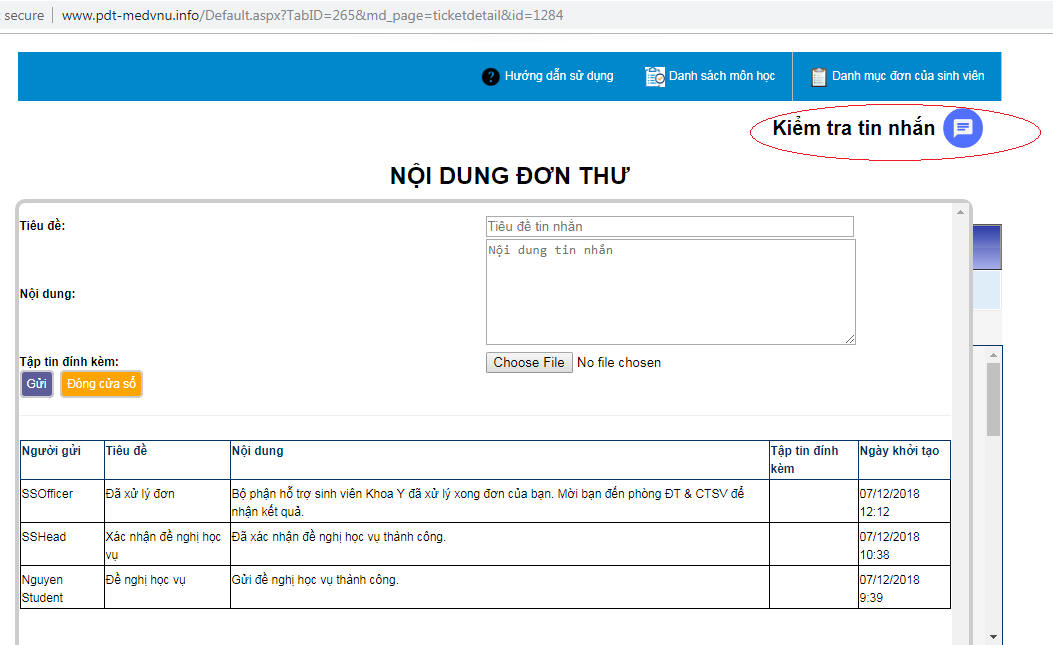 secure www.pdt-medvnu.info/Default.aspx?TabID=265&md_page=ticketdetail&id=1284
Hướng dẫn sử dụng Danh sách môn học Danh mục đơn của sinh viên
Kiểm tra tin nhắn
NỘI DUNG ĐƠN THƯ
Tiêu đề: Tiêu đề tin nhắn
Nội dung tin nhắn
Nội dung:
Tập tin đính kèm: Choose File No file chosen
Gửi Đóng cửa sổ
Người gửi Tiêu đề Nội dung Tập tin đính Ngày khởi tạo
kèm
SSOfficer Đã xử lý đơn Bộ phận hỗ trợ sinh viên Khoa Y đã xử lý xong đơn của bạn. Mời bạn đến phòng ĐT & CTSV để 07/12/2018
nhận kết quả. 12:12
SSHead Xác nhận đề nghị học Đã xác nhận đề nghị học vụ thành công. 07/12/2018
vụ 10:38
Nguyen Đề nghị học vụ Gửi đề nghị học vụ thành công. 07/12/2018
Student 9:39